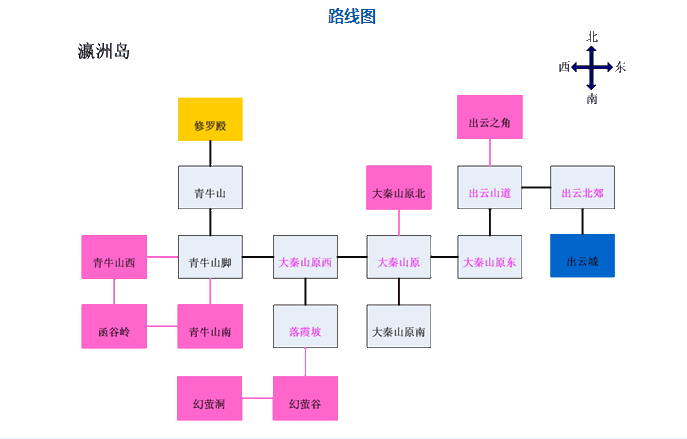 路线图
瀛洲岛
北
西 东
南
修罗殿
出云之角
青牛山
大秦山原北
出云山道
出云北郊
青牛山西
青牛山脚
大秦山原西
大秦山原
大秦山原东
出云城
函谷岭
青牛山南
落霞坡
大秦山原南
幻萤洞
幻萤谷